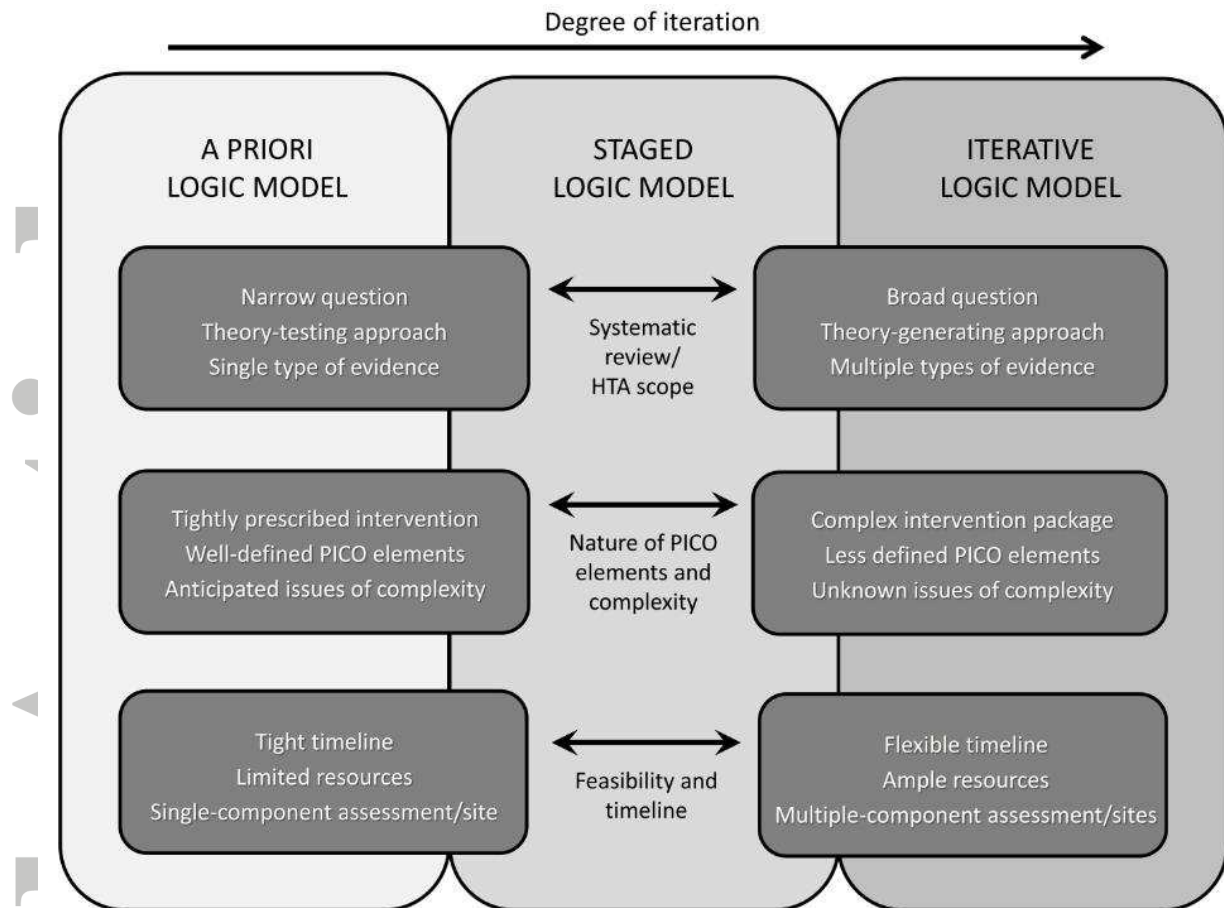 Degree of iteration
A PRIORI
LOGIC MODEL
STAGED
LOGIC MODEL
ITERATIVE
LOGIC MODEL
Narrow question
Theory-testing approach
Single type of evidence
Systematic
review/
HTA scope
Broad question
Theory-generating approach
Multiple types of evidence
Tightly prescribed intervention
Well-defined PICO elements
Anticipated issues of complexity
Nature of PICO
elements and
complexity
Complex intervention package
Less defined PICO elements
Unknown issues of complexity
Tight timeline
Limited resources
Single-component assessment/site
Feasibility and
timeline
Flexible timeline
Ample resources
Multiple-component assessment/sites